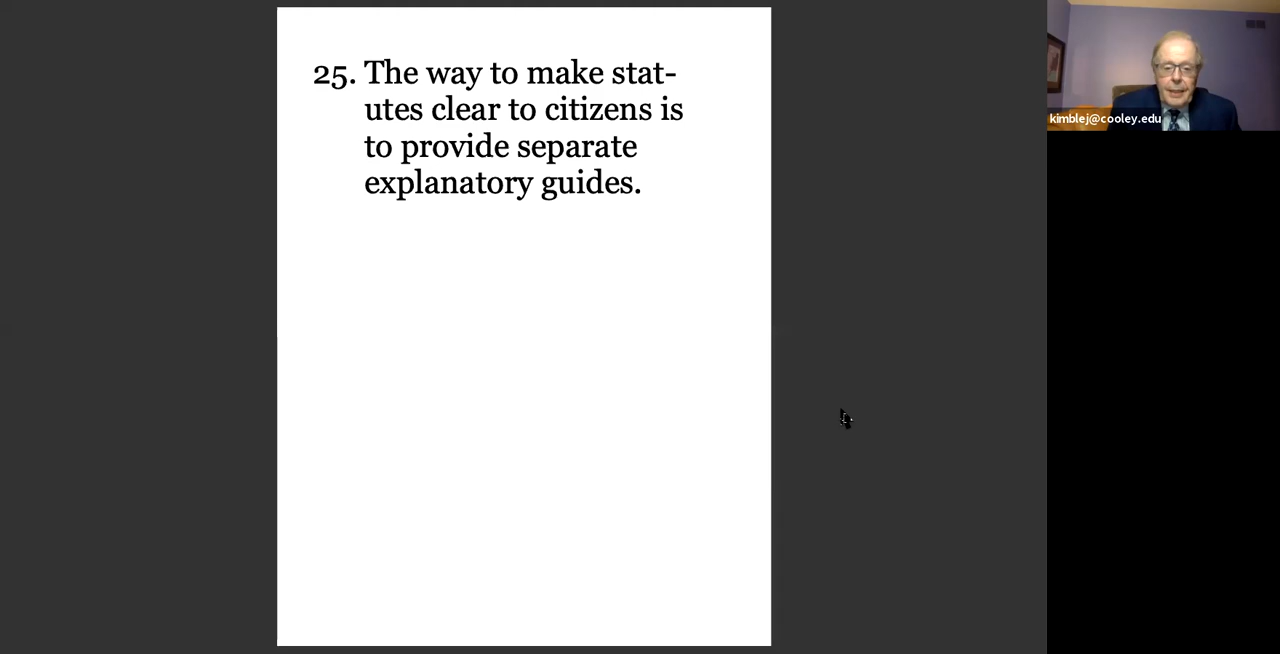 25. The way to make stat-
utes clear to citizens is
to provide separate
explanatory guides.
kimblej@cooley.edu